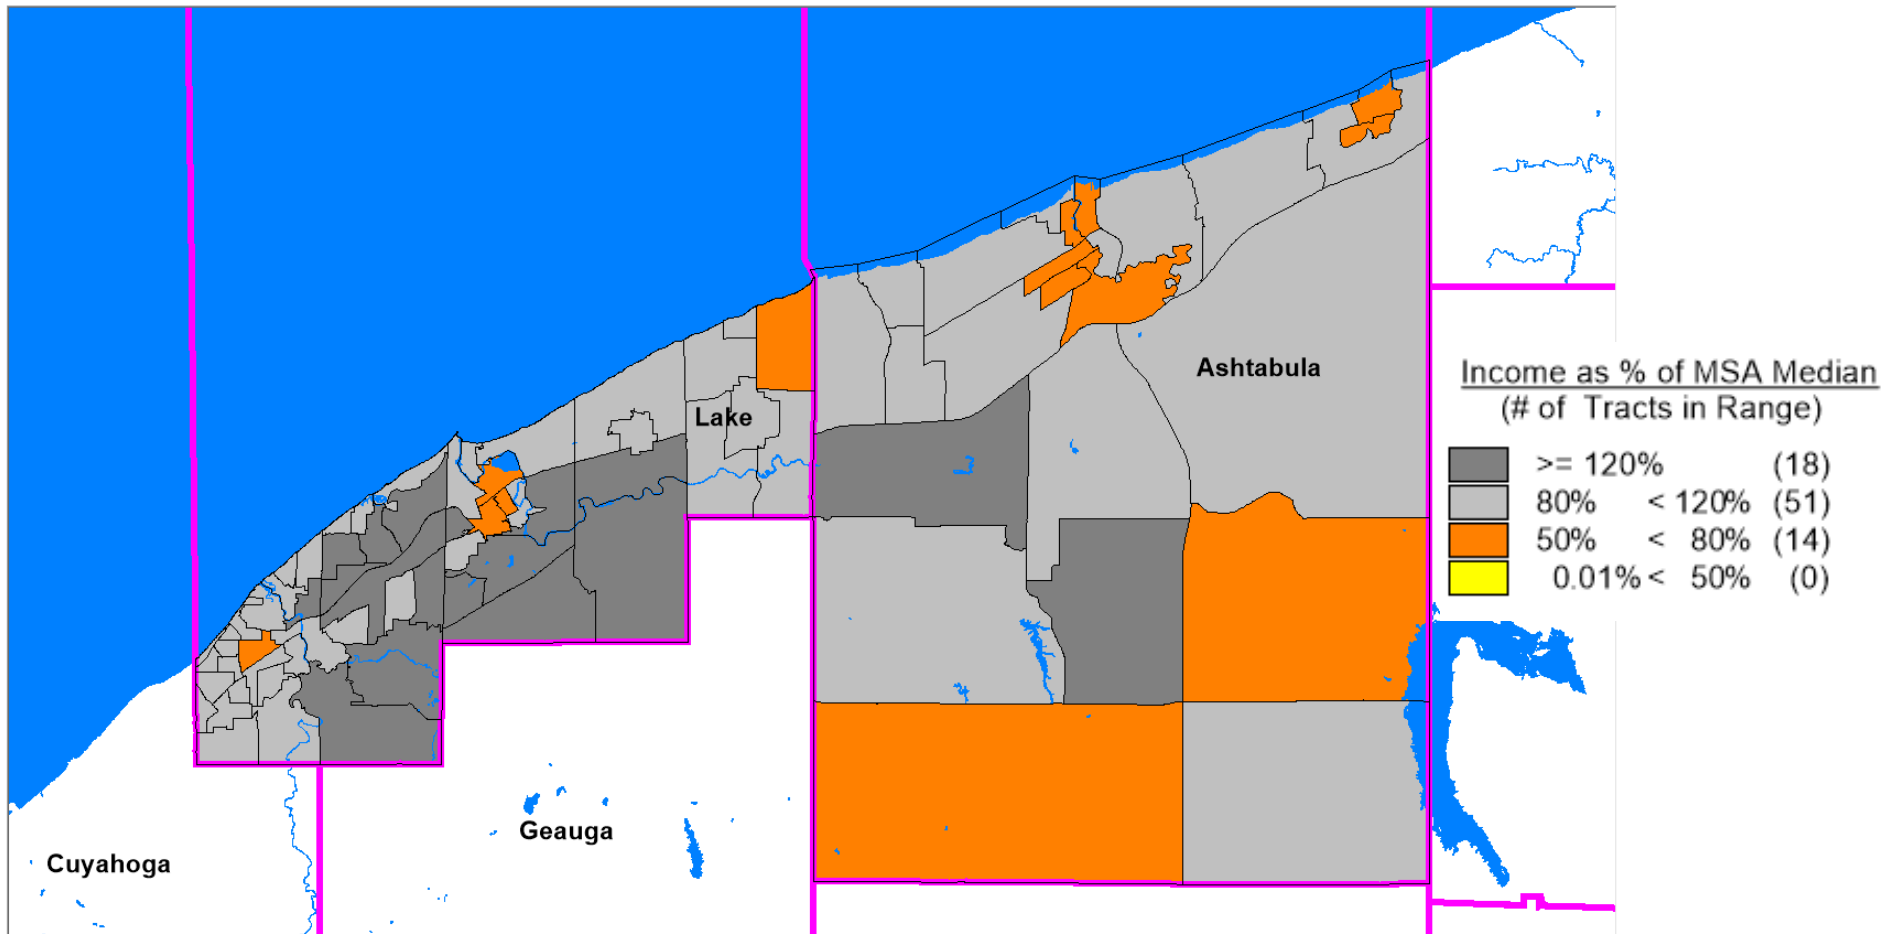 Ashtabula
Lake
Geauga
Cuyahoga
Income as % of MSA Median
(# of Tracts in Range)
>= 120% (18)
80% < 120% (51)
50% < 80% (14)
0.01% < 50% (0)